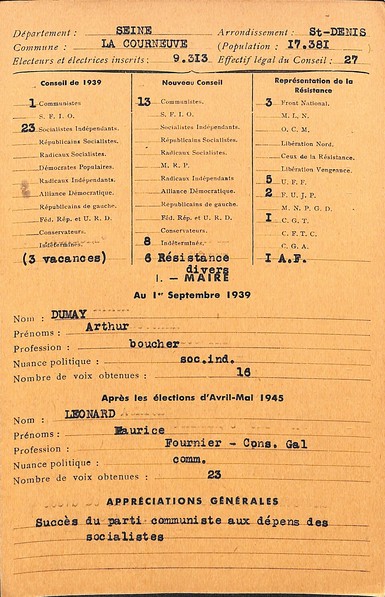 Département : SEINE Arrondissement : St-DENIS
Commune : LA COURNEUVE (Population : 17.381
Electeurs et électrices inscrits : 9.313 Effectif légal du Conseil : 27
Conseil de 1939
1 Communistes
S. F. I. O.
23 Socialistes Indépendants.
Républicains Socialistes.
Radicaux Socialistes.
Démocrates Populaires.
Radicaux Indépendants.
Alliance Démocratique.
Républicains de gauche.
Féd. Rép. et U. R. D.
Conservateurs.
Indéterminés.
(3 vacances)
Nouveau Conseil
13 Communistes.
S. F. I. O.
Socialistes Indépendants.
Républicains Socialistes.
Radicaux Socialistes.
M. R. P.
Radicaux Indépendants
Alliance Démocratique.
Républicains de gauche.
Féd. Rép et U. R. D.
Conservateurs.
8 Indéterminés.
6 Résistance
divers
Représentation de la
Résistance
3 Front National.
M. L. N.
O. C. M.
Libération Nord.
Ceux de la Résistance.
Libération Vengeance.
5 U. F. F.
2 F. U. J. P.
M. N. P. G. D.
I C. G. T.
C. F. T. C.
C. G. A.
I A.F.
I. — MAIRE
Au 1er Septembre 1939
Nom : DUMAY
Prénoms : Arthur
Profession : boucher
Nuance politique : soc.ind.
Nombre de voix obtenues : 16
Après les élections d'Avril-Mai 1945
Nom : LEONARD
Prénoms : Maurice
Profession : Fournier - Cons. Gal
Nuance politique : comm.
Nombre de voix obtenues : 23
APPRÉCIATIONS GÉNÉRALES
Succès du parti communiste aux dépens des
socialistes